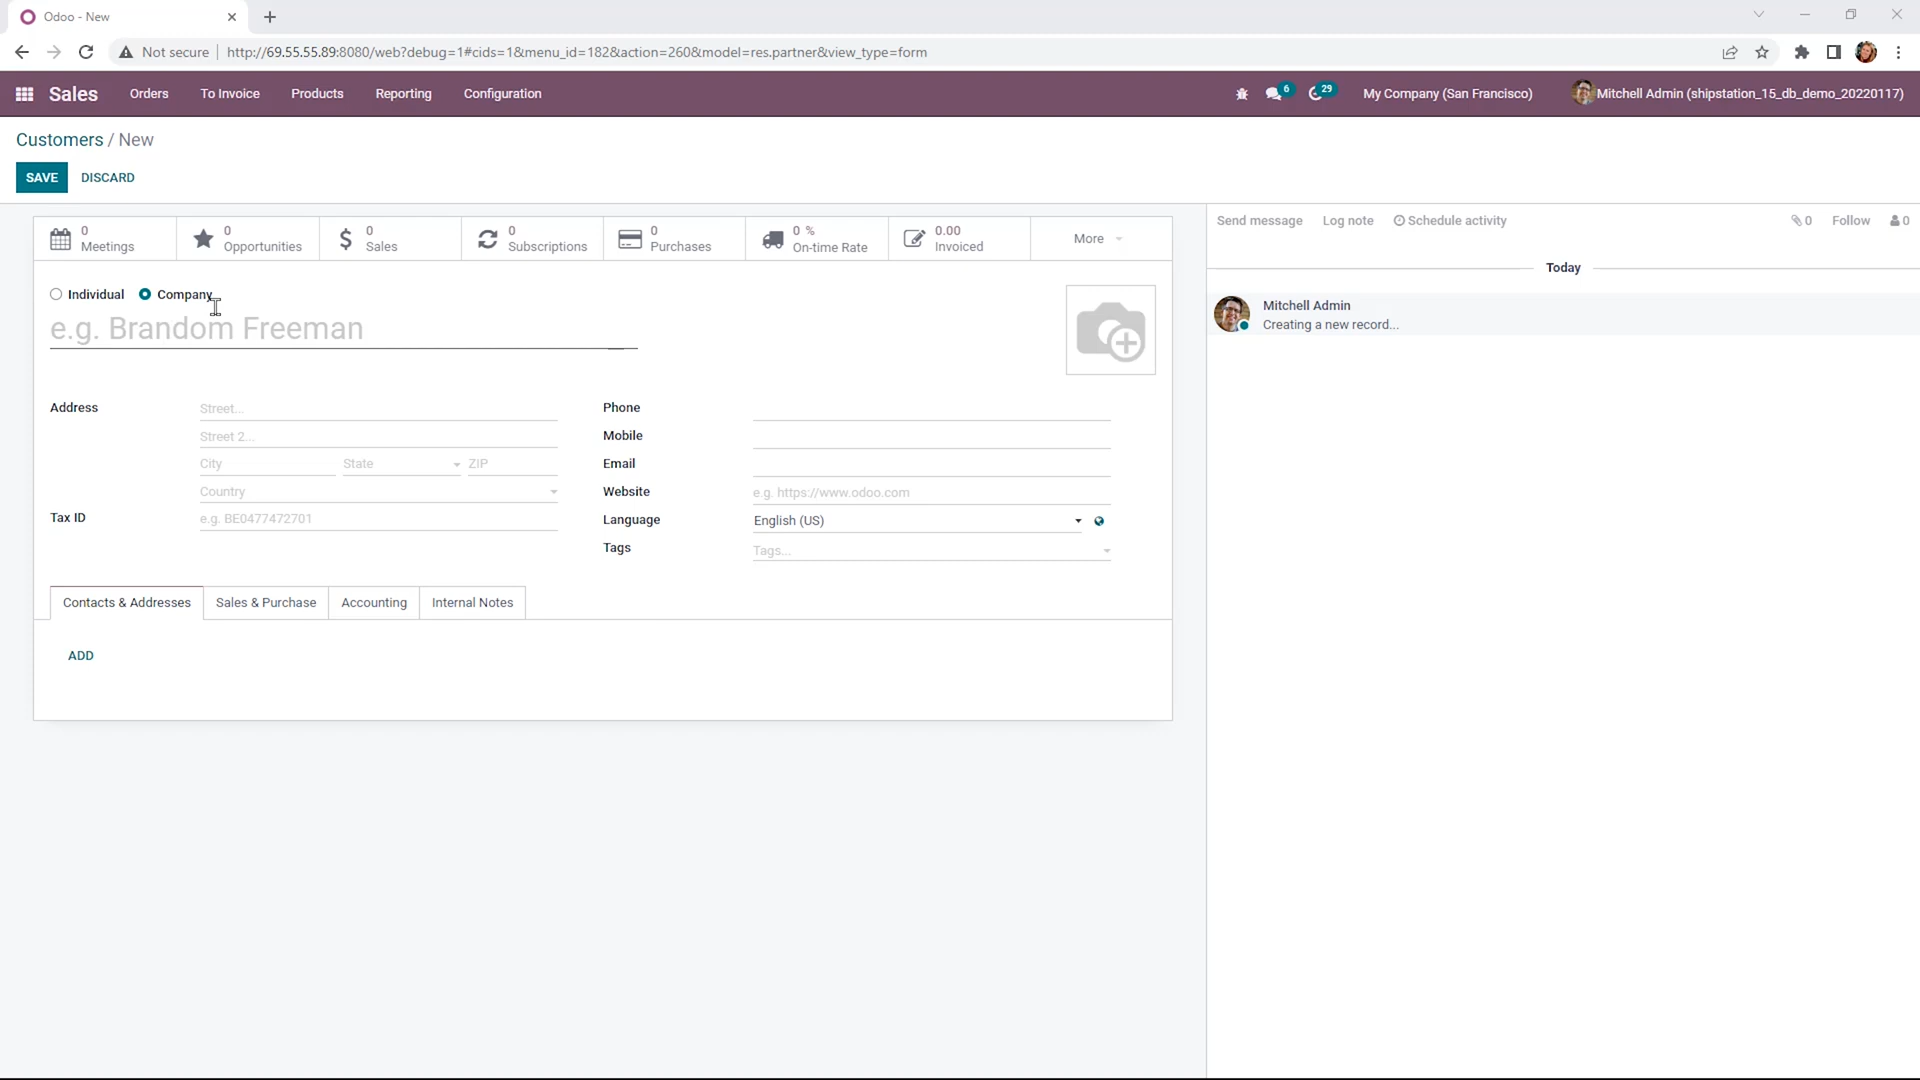 Odoo - New
Not secure http://69.55.55.89:8080/web?debug=1#cids=1&menu_id=182&action=260&model=res.partner&view_type=form
Sales Orders To Invoice Products Reporting Configuration 6 29 My Company (San Francisco) Mitchell Admin (shipstation_15_db_demo_20220117)
Customers / New
SAVE DISCARD
0 Meetings
0 Opportunities
0 Sales
0 Subscriptions
0 Purchases
0 % On-time Rate
0.00 Invoiced
More
Send message Log note Schedule activity 0 Follow 0
Today
Mitchell Admin
Creating a new record...
Individual Company
e.g. Brandom Freeman
Address Street...
Street 2...
City State ZIP
Country
Tax ID e.g. BE0477472701
Phone
Mobile
Email
Website e.g. https://www.odoo.com
Language English (US)
Tags Tags...
Contacts & Addresses Sales & Purchase Accounting Internal Notes
ADD